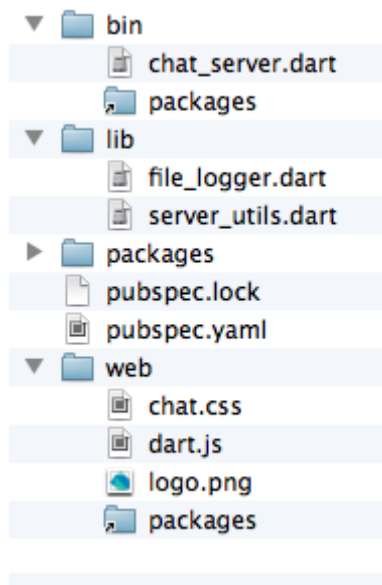 bin
chat_server.dart
packages
lib
file_logger.dart
server_utils.dart
packages
pubspec.lock
pubspec.yaml
web
chat.css
dart.js
logo.png
packages